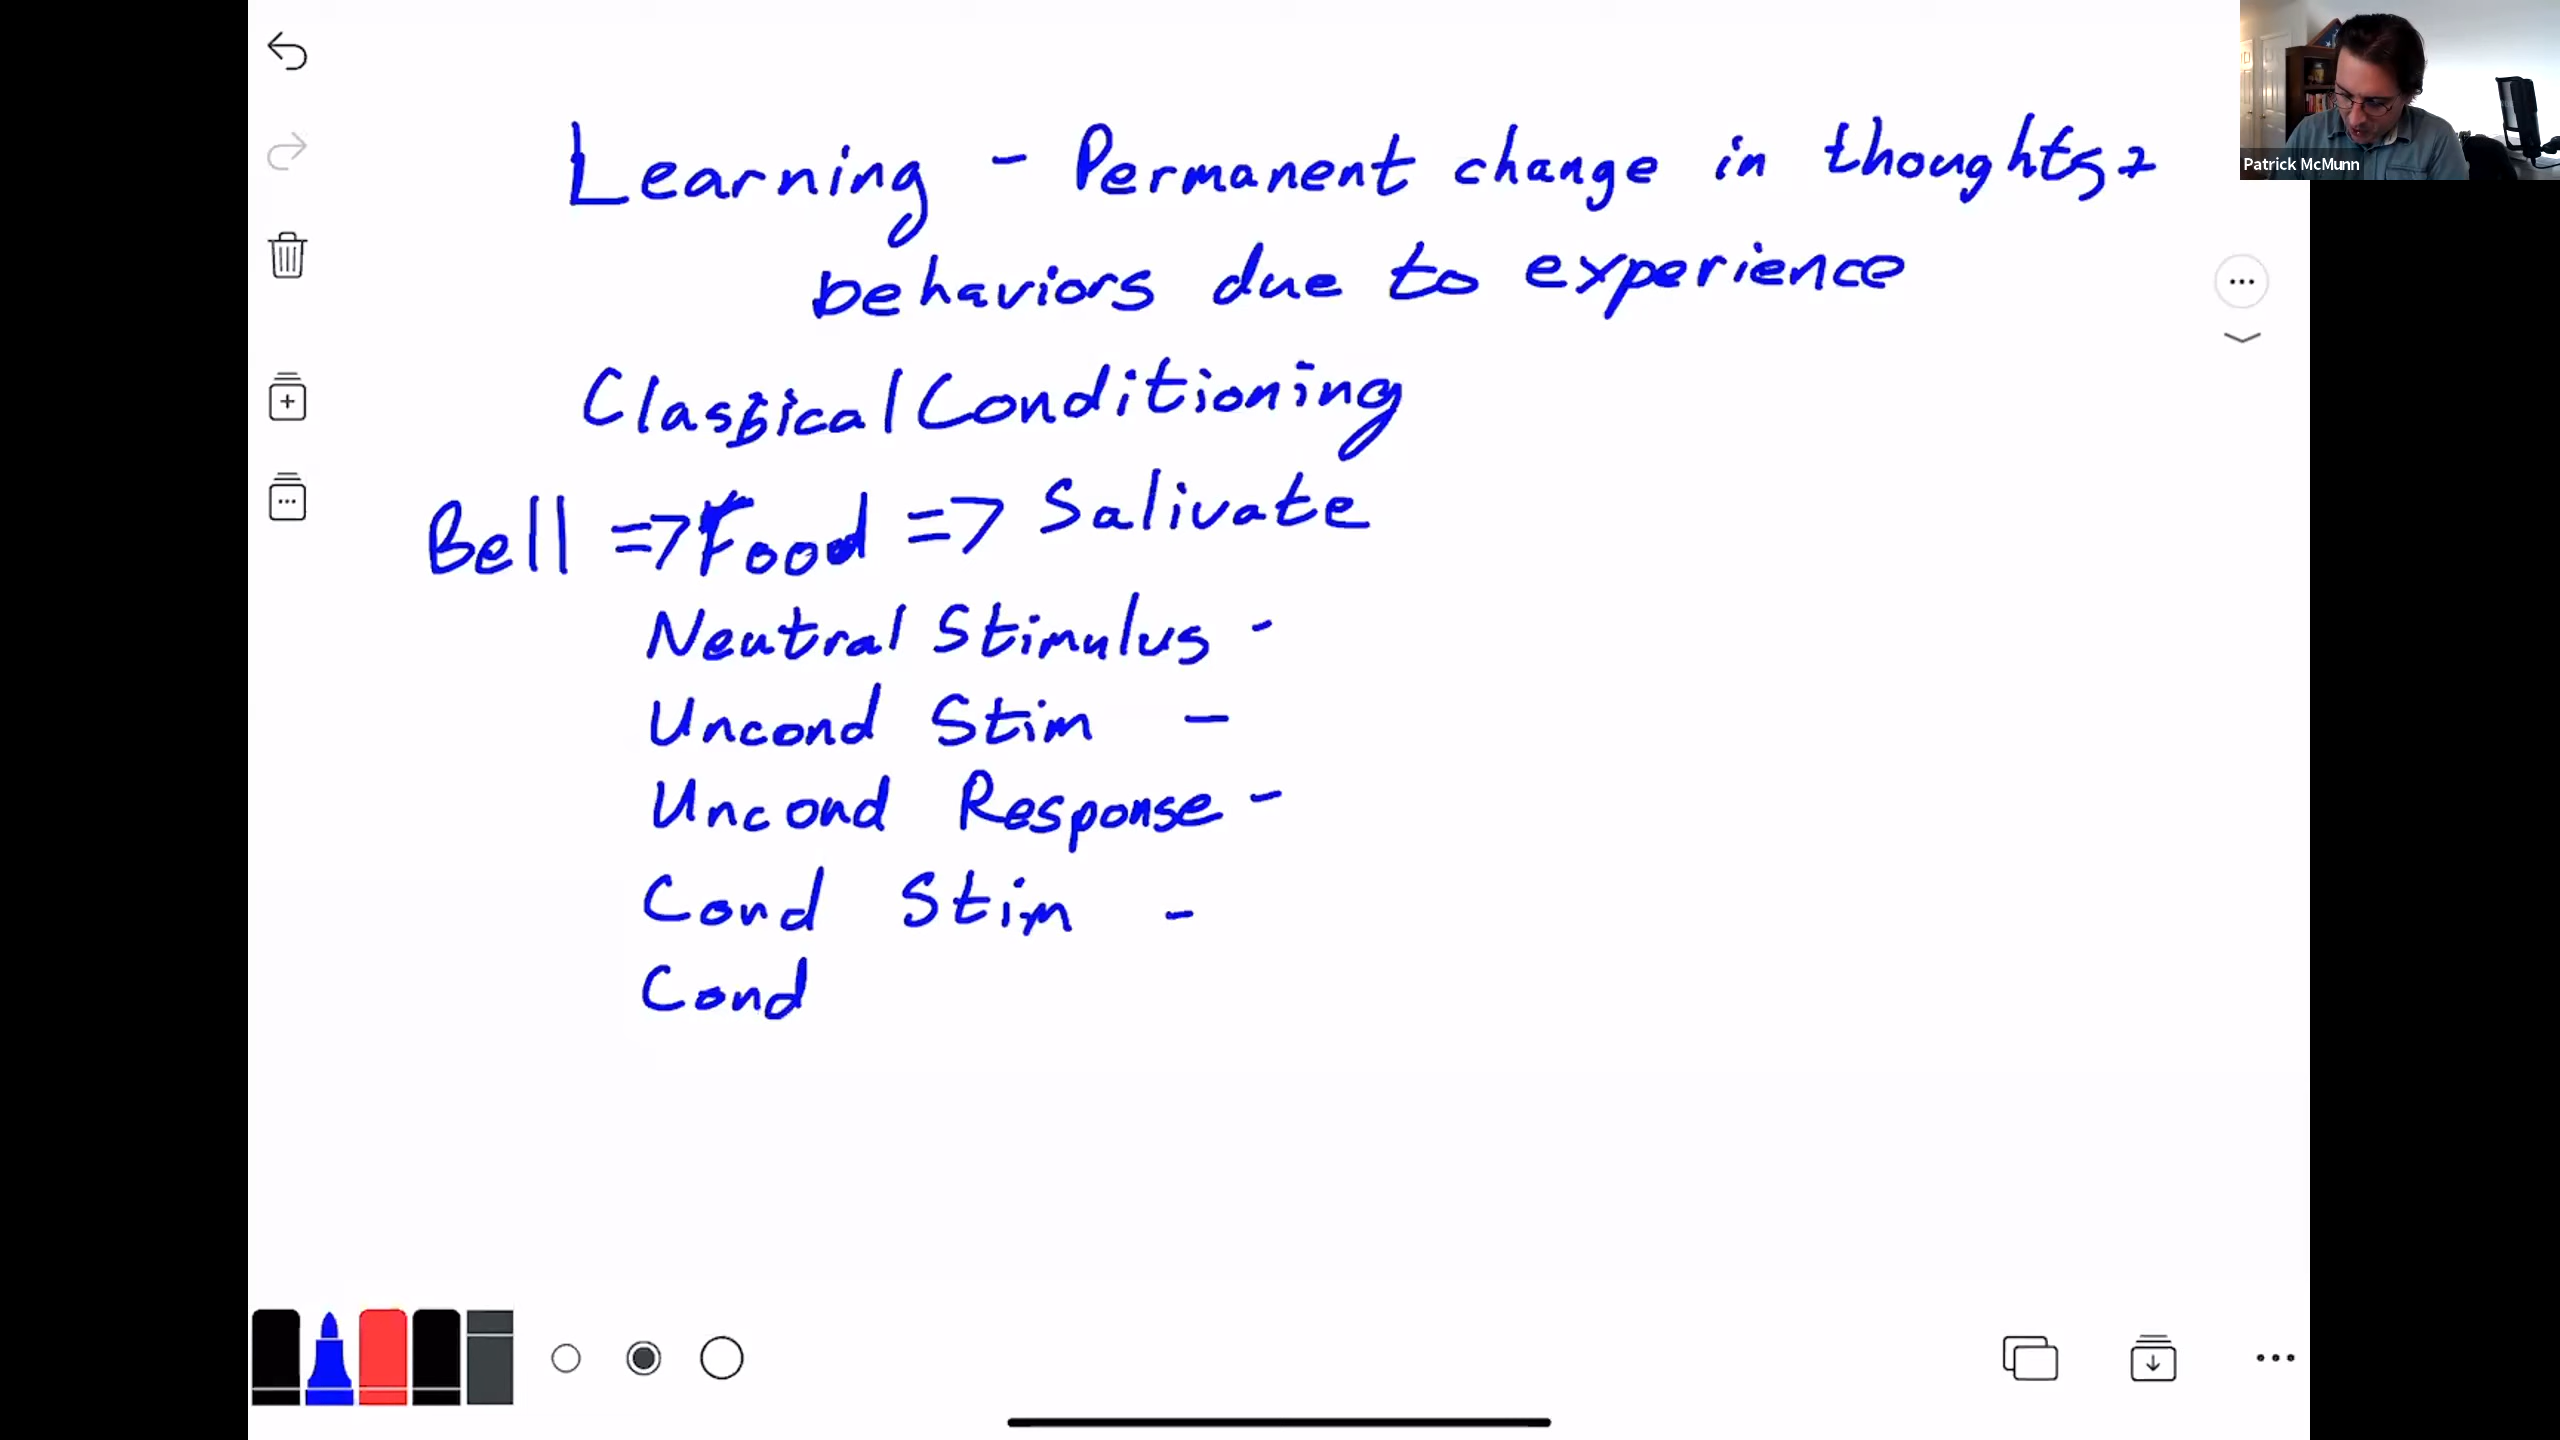 Learning - Permanent change in thoughts +
behaviors due to experience
Classical Conditioning
Bell => Food => Salivate
Neutral Stimulus -
Uncond Stim -
Uncond Response -
Cond Stim -
Cond
Patrick McMunn